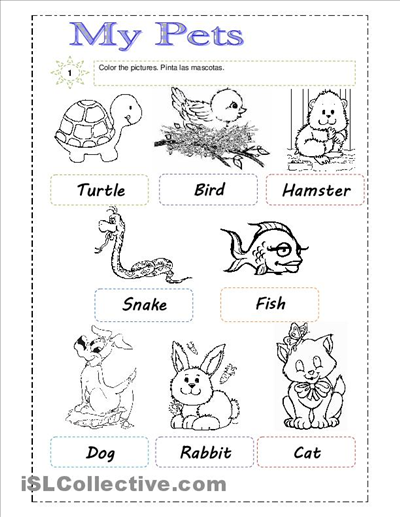 My Pets
1
Color the pictures. Pinta las mascotas.
Turtle
Bird
Hamster
Snake
Fish
Dog
Rabbit
Cat
iSLCollective.com